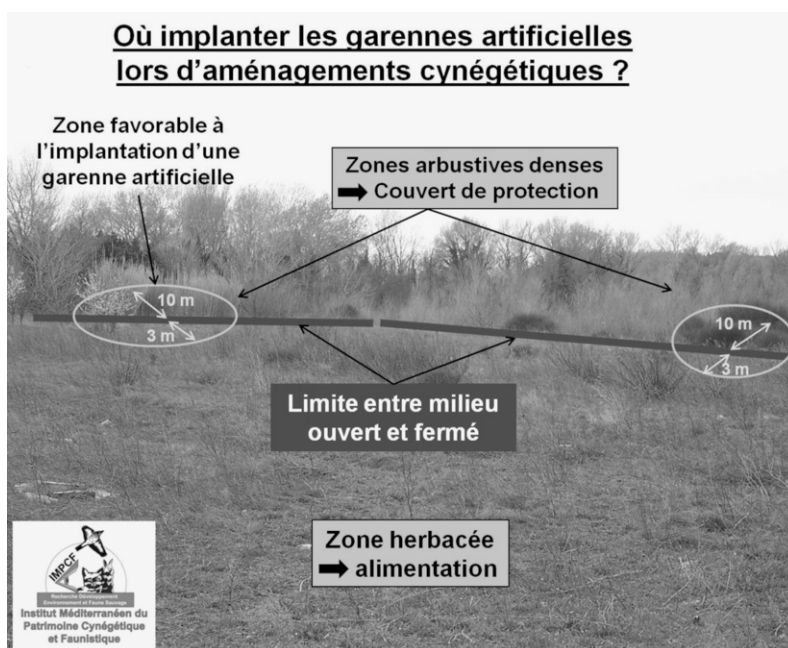 Où implanter les garennes artificielles
lors d'aménagements cynégétiques ?
Zone favorable à
l'implantation d'une
garenne artificielle
Zones arbustives denses
➡ Couvert de protection
10 m
3 m
10 m
3 m
Limite entre milieu
ouvert et fermé
Zone herbacée
➡ alimentation
IMPCF
Recherche Développement
Environnement et Faune Sauvage
Institut Méditerranéen du
Patrimoine Cynégétique
et Faunistique